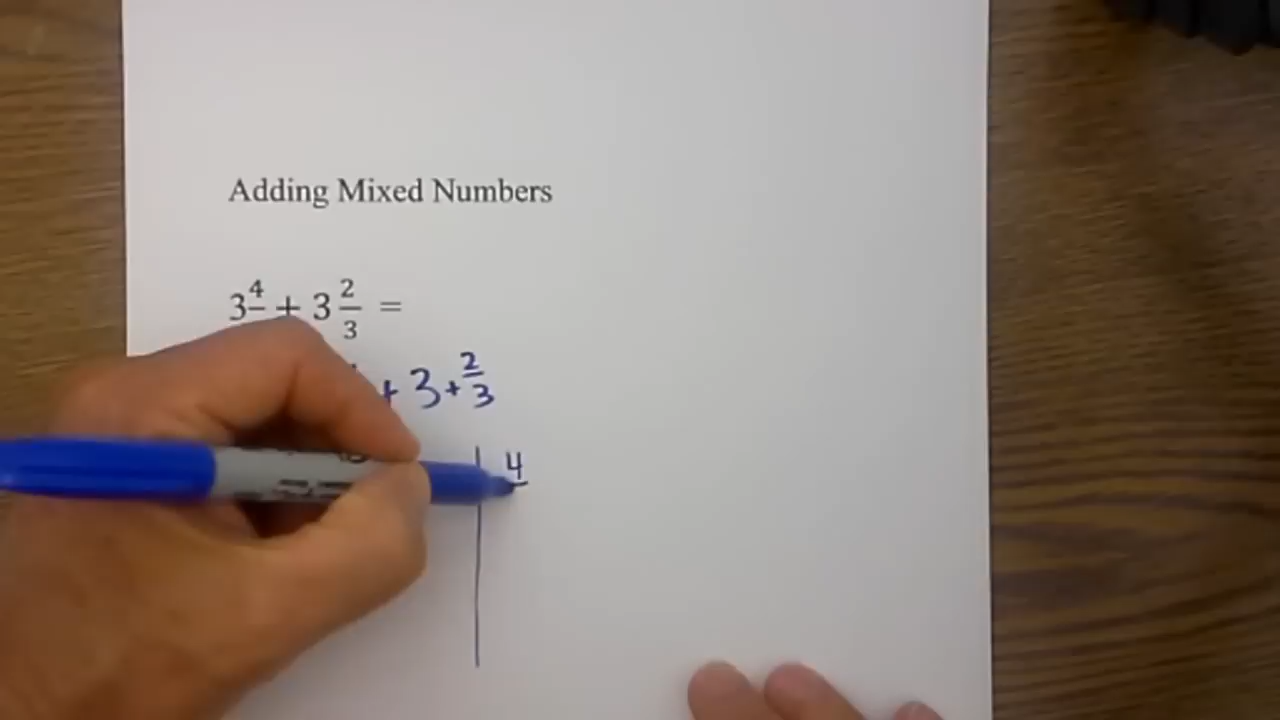 Adding Mixed Numbers
3 4/ + 3 2/3 =
+ 3 + 2/3
4